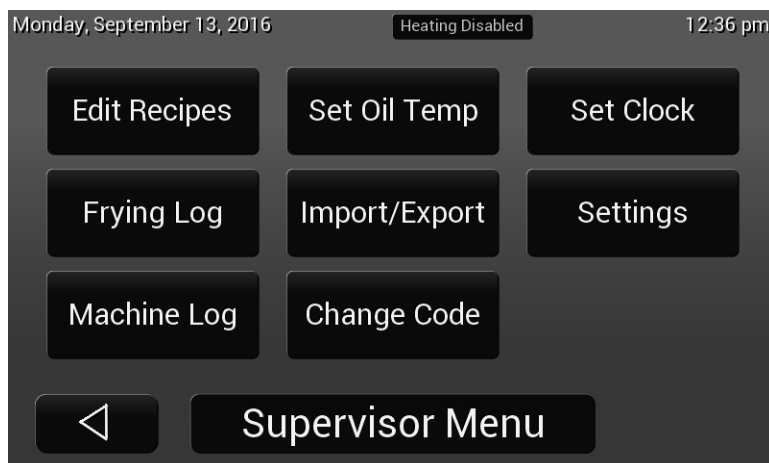 Monday, September 13, 2016 Heating Disabled 12:36 pm
Edit Recipes Set Oil Temp Set Clock
Frying Log Import/Export Settings
Machine Log Change Code
Supervisor Menu